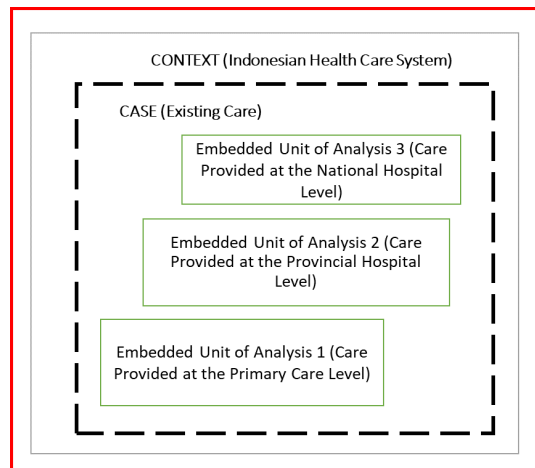 CONTEXT (Indonesian Health Care System)
CASE (Existing Care)
Embedded Unit of Analysis 3 (Care
Provided at the National Hospital
Level)
Embedded Unit of Analysis 2 (Care
Provided at the Provincial Hospital
Level)
Embedded Unit of Analysis 1 (Care
Provided at the Primary Care Level)